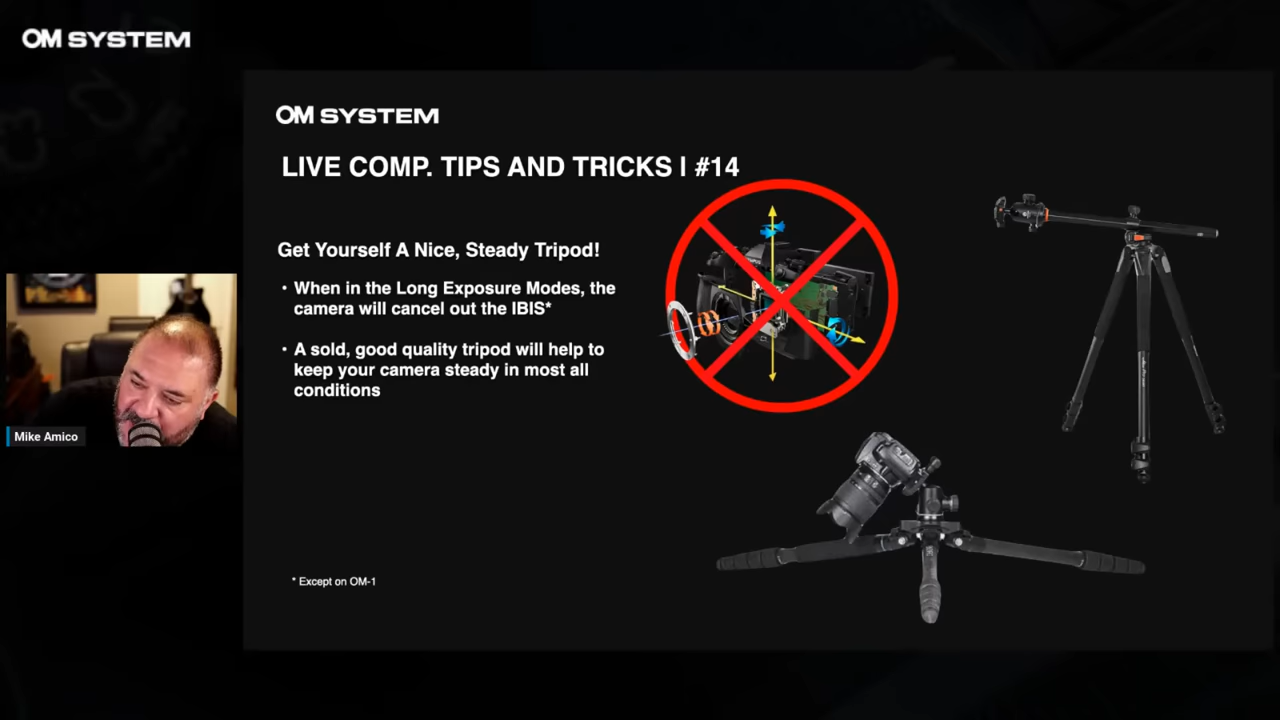 OM SYSTEM
OM SYSTEM
LIVE COMP. TIPS AND TRICKS | #14
Get Yourself A Nice, Steady Tripod!
• When in the Long Exposure Modes, the
camera will cancel out the IBIS*
• A sold, good quality tripod will help to
keep your camera steady in most all
conditions
Mike Amico
* Except on OM-1